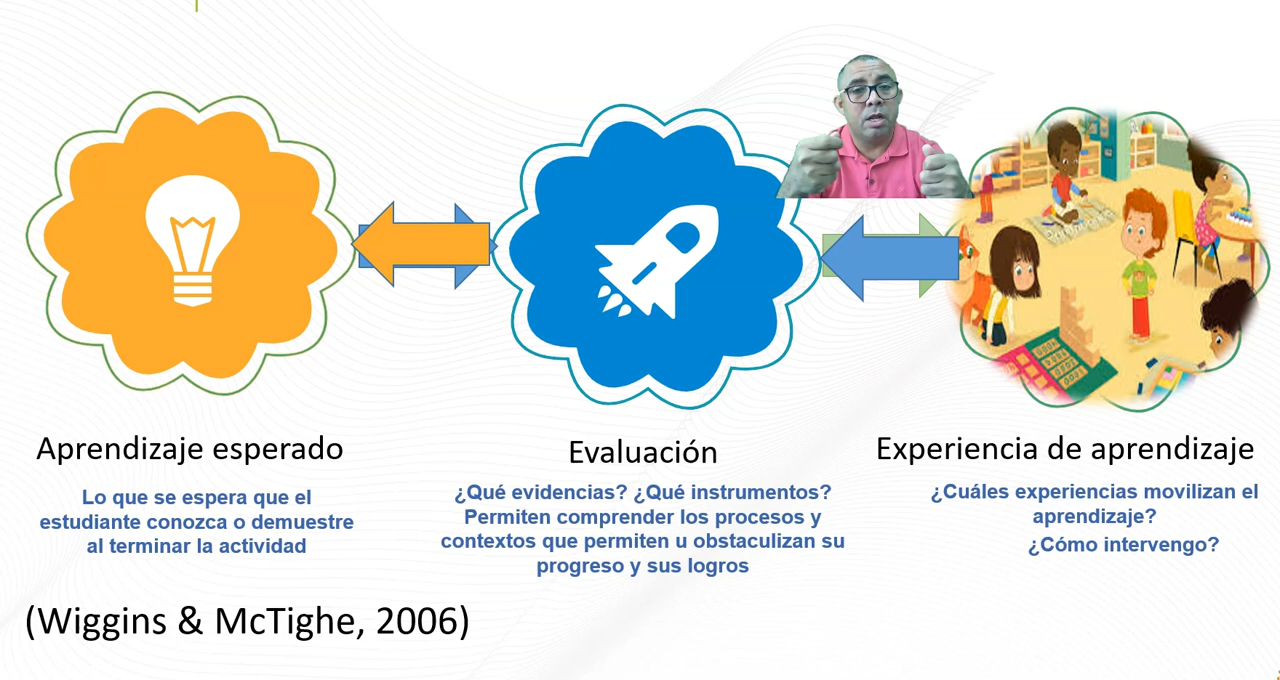 Aprendizaje esperado
Lo que se espera que el
estudiante conozca o demuestre
al terminar la actividad
Evaluación
¿Qué evidencias? ¿Qué instrumentos?
Permiten comprender los procesos y
contextos que permiten u obstaculizan su
progreso y sus logros
Experiencia de aprendizaje
¿Cuáles experiencias movilizan el
aprendizaje?
¿Cómo intervengo?
(Wiggins & McTighe, 2006)